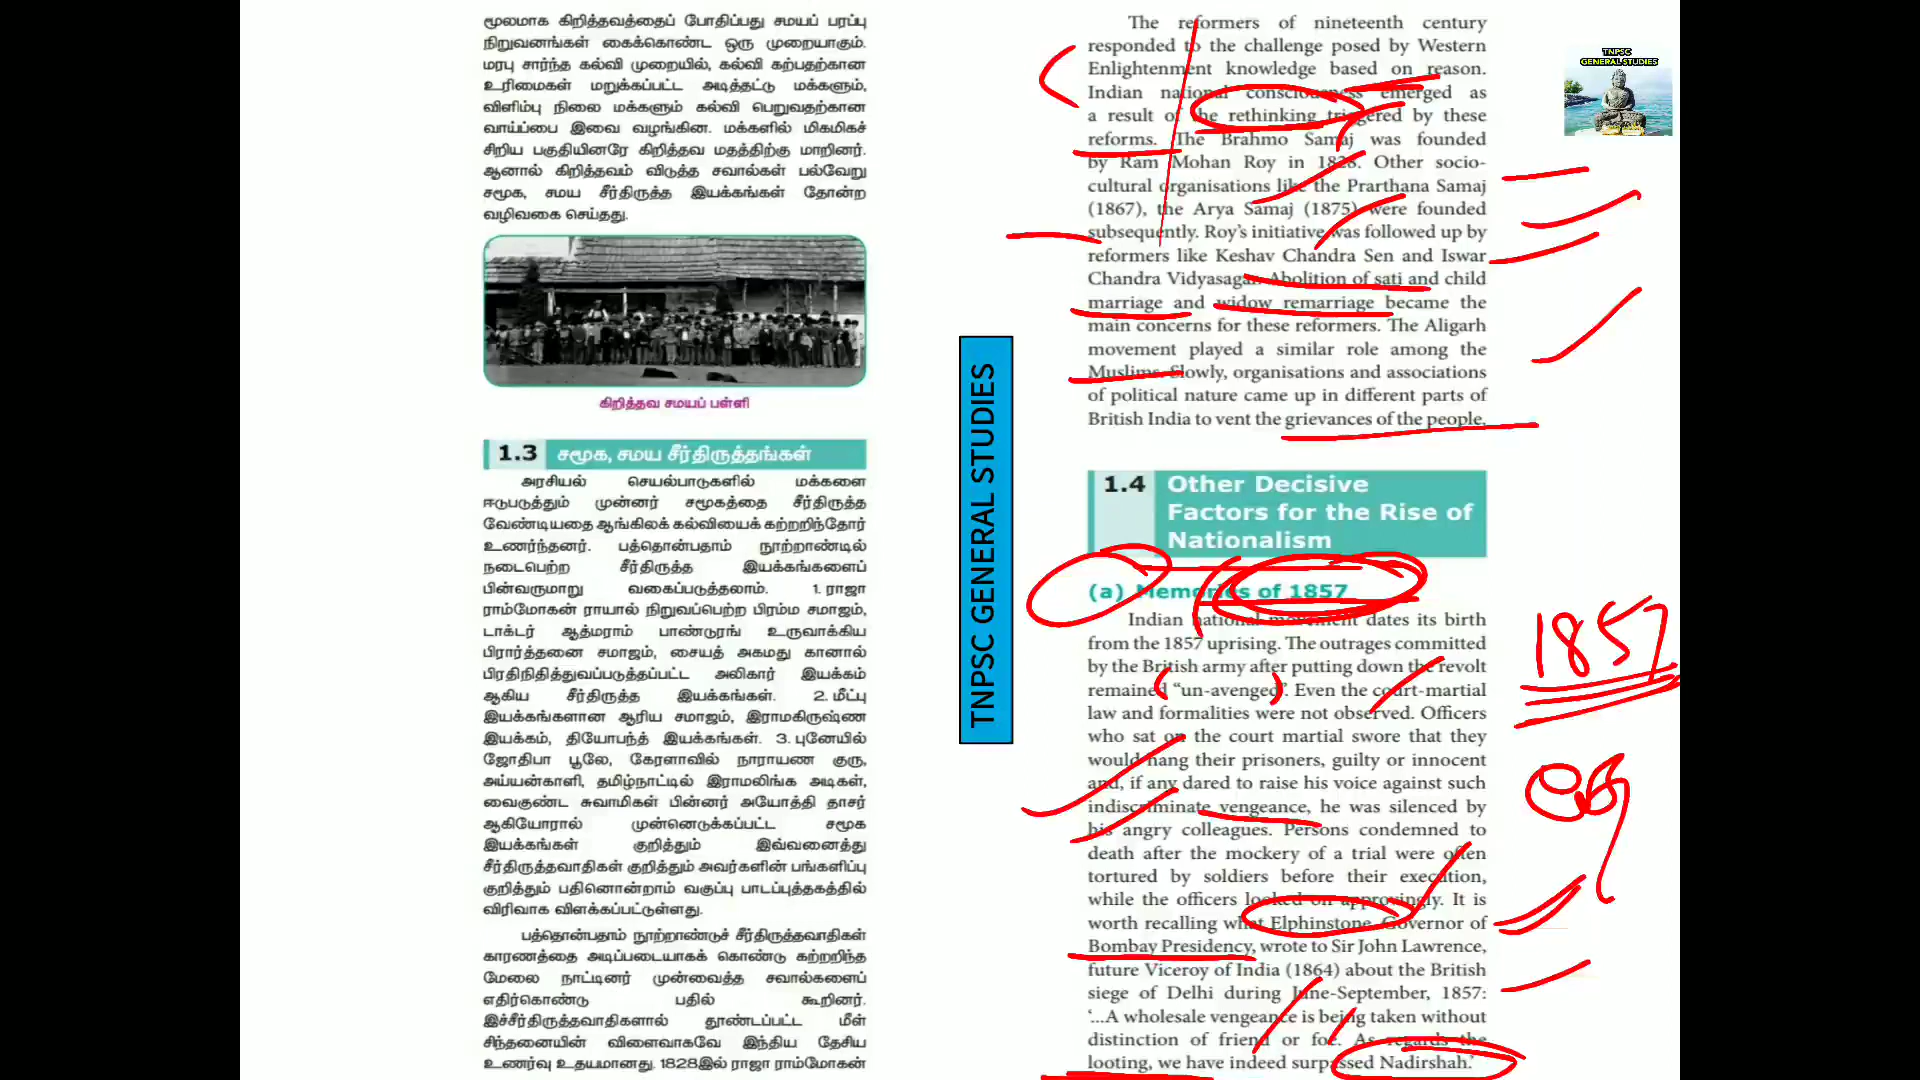 மூலமாக கிறித்தவத்தைப் போதிப்பது சமயப் பரப்பு
நிறுவனங்கள் கைக்கொண்ட ஒரு முறையாகும்.
மரபு சார்ந்த கல்வி முறையில், கல்வி கற்பதற்கான
உரிமைகள் மறுக்கப்பட்ட அடித்தட்டு மக்களும்,
விளிம்பு நிலை மக்களும் கல்வி பெறுவதற்கான
வாய்ப்பை இவை வழங்கின. மக்களில் மிகமிகச்
சிறிய பகுதியினரே கிறித்தவ மதத்திற்கு மாறினர்.
ஆனால் கிறித்தவம் விடுத்த சவால்கள் பல்வேறு
சமூக, சமய சீர்திருத்த இயக்கங்கள் தோன்ற
வழிவகை செய்தது.
கிறித்தவ சமயப் பள்ளி
1.3 சமூக, சமய சீர்திருத்தங்கள்
அரசியல் செயல்பாடுகளில் மக்களை
ஈடுபடுத்தும் முன்னர் சமூகத்தை சீர்திருத்த
வேண்டியதை ஆங்கிலக் கல்வியைக் கற்றறிந்தோர்
உணர்ந்தனர். பத்தொன்பதாம் நூற்றாண்டில்
நடைபெற்ற சீர்திருத்த இயக்கங்களைப்
பின்வருமாறு வகைப்படுத்தலாம். 1. ராஜா
ராம்மோகன் ராயால் நிறுவப்பெற்ற பிரம்ம சமாஜம்,
டாக்டர் ஆத்மராம் பாண்டுரங் உருவாக்கிய
பிரார்த்தனை சமாஜம், சையத் அகமது கானால்
பிரதிநிதித்துவப்படுத்தப்பட்ட அலிகார் இயக்கம்
ஆகிய சீர்திருத்த இயக்கங்கள். 2. மீட்பு
இயக்கங்களான ஆரிய சமாஜம், இராமகிருஷ்ண
இயக்கம், தியோபந்த் இயக்கங்கள். 3. புனேயில்
ஜோதிபா பூலே, கேரளாவில் நாராயண குரு,
அய்யன்காளி, தமிழ்நாட்டில் இராமலிங்க அடிகள்,
வைகுண்ட சுவாமிகள் பின்னர் அயோத்தி தாசர்
ஆகியோரால் முன்னெடுக்கப்பட்ட சமூக
இயக்கங்கள் குறித்தும் இவ்வனைத்து
சீர்திருத்தவாதிகள் குறித்தும் அவர்களின் பங்களிப்பு
குறித்தும் பதினொன்றாம் வகுப்பு பாடப்புத்தகத்தில்
விரிவாக விளக்கப்பட்டுள்ளது.
பத்தொன்பதாம் நூற்றாண்டுச் சீர்திருத்தவாதிகள்
காரணத்தை அடிப்படையாகக் கொண்டு கற்றறிந்த
மேலை நாட்டினர் முன்வைத்த சவால்களைப்
எதிர்கொண்டு பதில் கூறினர்.
இச்சீர்திருத்தவாதிகளால் தூண்டப்பட்ட மீள்
சிந்தனையின் விளைவாகவே இந்திய தேசிய
உணர்வு உதயமானது. 1828இல் ராஜா ராம்மோகன்
TNPSC GENERAL STUDIES
The reformers of nineteenth century
responded to the challenge posed by Western
Enlightenment knowledge based on reason.
Indian national consciousness emerged as
a result of the rethinking triggered by these
reforms. The Brahmo Samaj was founded
by Ram Mohan Roy in 1828. Other socio-
cultural organisations like the Prarthana Samaj
(1867), the Arya Samaj (1875) were founded
subsequently. Roy's initiative was followed up by
reformers like Keshav Chandra Sen and Iswar
Chandra Vidyasagar. Abolition of sati and child
marriage and widow remarriage became the
main concerns for these reformers. The Aligarh
movement played a similar role among the
Muslims. Slowly, organisations and associations
of political nature came up in different parts of
British India to vent the grievances of the people.
1.4 Other Decisive
Factors for the Rise of
Nationalism
(a) Memories of 1857
Indian national movement dates its birth
from the 1857 uprising. The outrages committed
by the British army after putting down the revolt
remained "un-avenged". Even the court-martial
law and formalities were not observed. Officers
who sat on the court martial swore that they
would hang their prisoners, guilty or innocent
and, if any dared to raise his voice against such
indiscriminate vengeance, he was silenced by
his angry colleagues. Persons condemned to
death after the mockery of a trial were often
tortured by soldiers before their execution,
while the officers looked on approvingly. It is
worth recalling what Elphinstone, Governor of
Bombay Presidency, wrote to Sir John Lawrence,
future Viceroy of India (1864) about the British
siege of Delhi during June-September, 1857:
'...A wholesale vengeance is being taken without
distinction of friend or foe. As regards the
looting, we have indeed surpassed Nadirshah.'
1857
TNPSC
GENERAL STUDIES